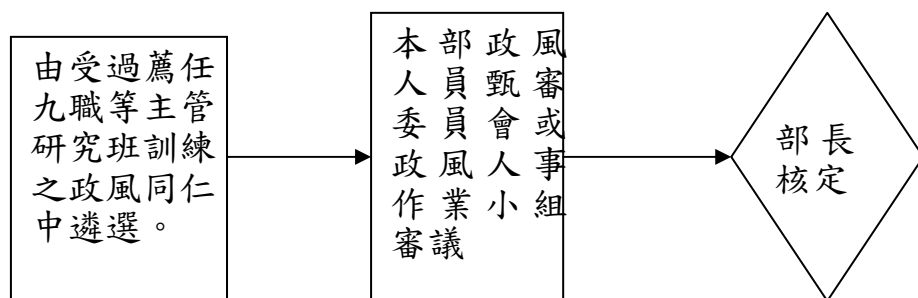 由受過薦任
九職等主管
研究班訓練
之政風同仁
中遴選。
本部政風
人員甄審
委員會或
政風人事
作業小組
審議
部長
核定